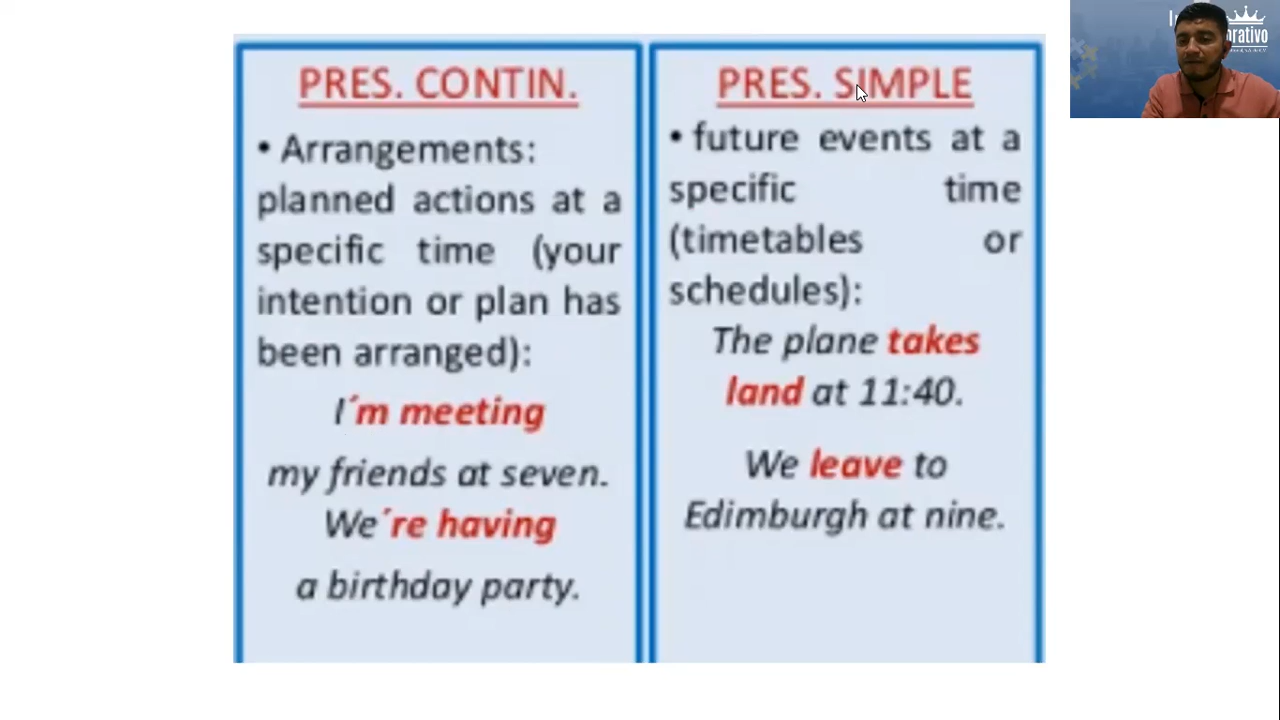 PRES. CONTIN.
• Arrangements:
planned actions at a
specific time (your
intention or plan has
been arranged):
I´m meeting
my friends at seven.
We´re having
a birthday party.
PRES. SIMPLE
• future events at a
specific time
(timetables or
schedules):
The plane takes
land at 11:40.
We leave to
Edimburgh at nine.